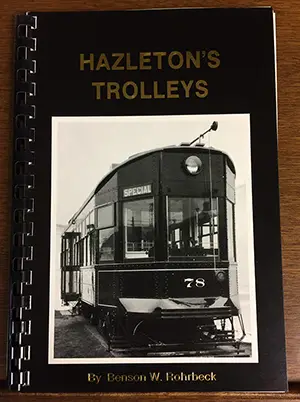 HAZLETON'S
TROLLEYS
SPECIAL
78
By Benson W. Rohrbeck